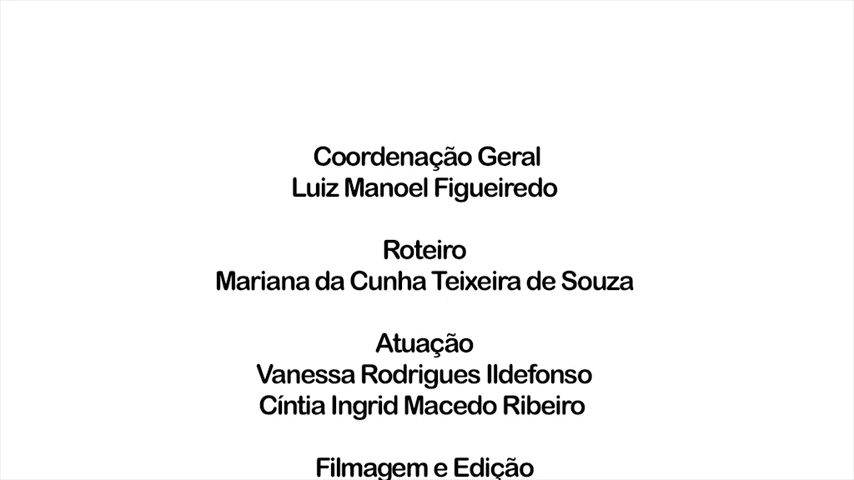 Coordenação Geral
Luiz Manoel Figueiredo
Roteiro
Mariana da Cunha Teixeira de Souza
Atuação
Vanessa Rodrigues Ildefonso
Cíntia Ingrid Macedo Ribeiro
Filmagem e Edição